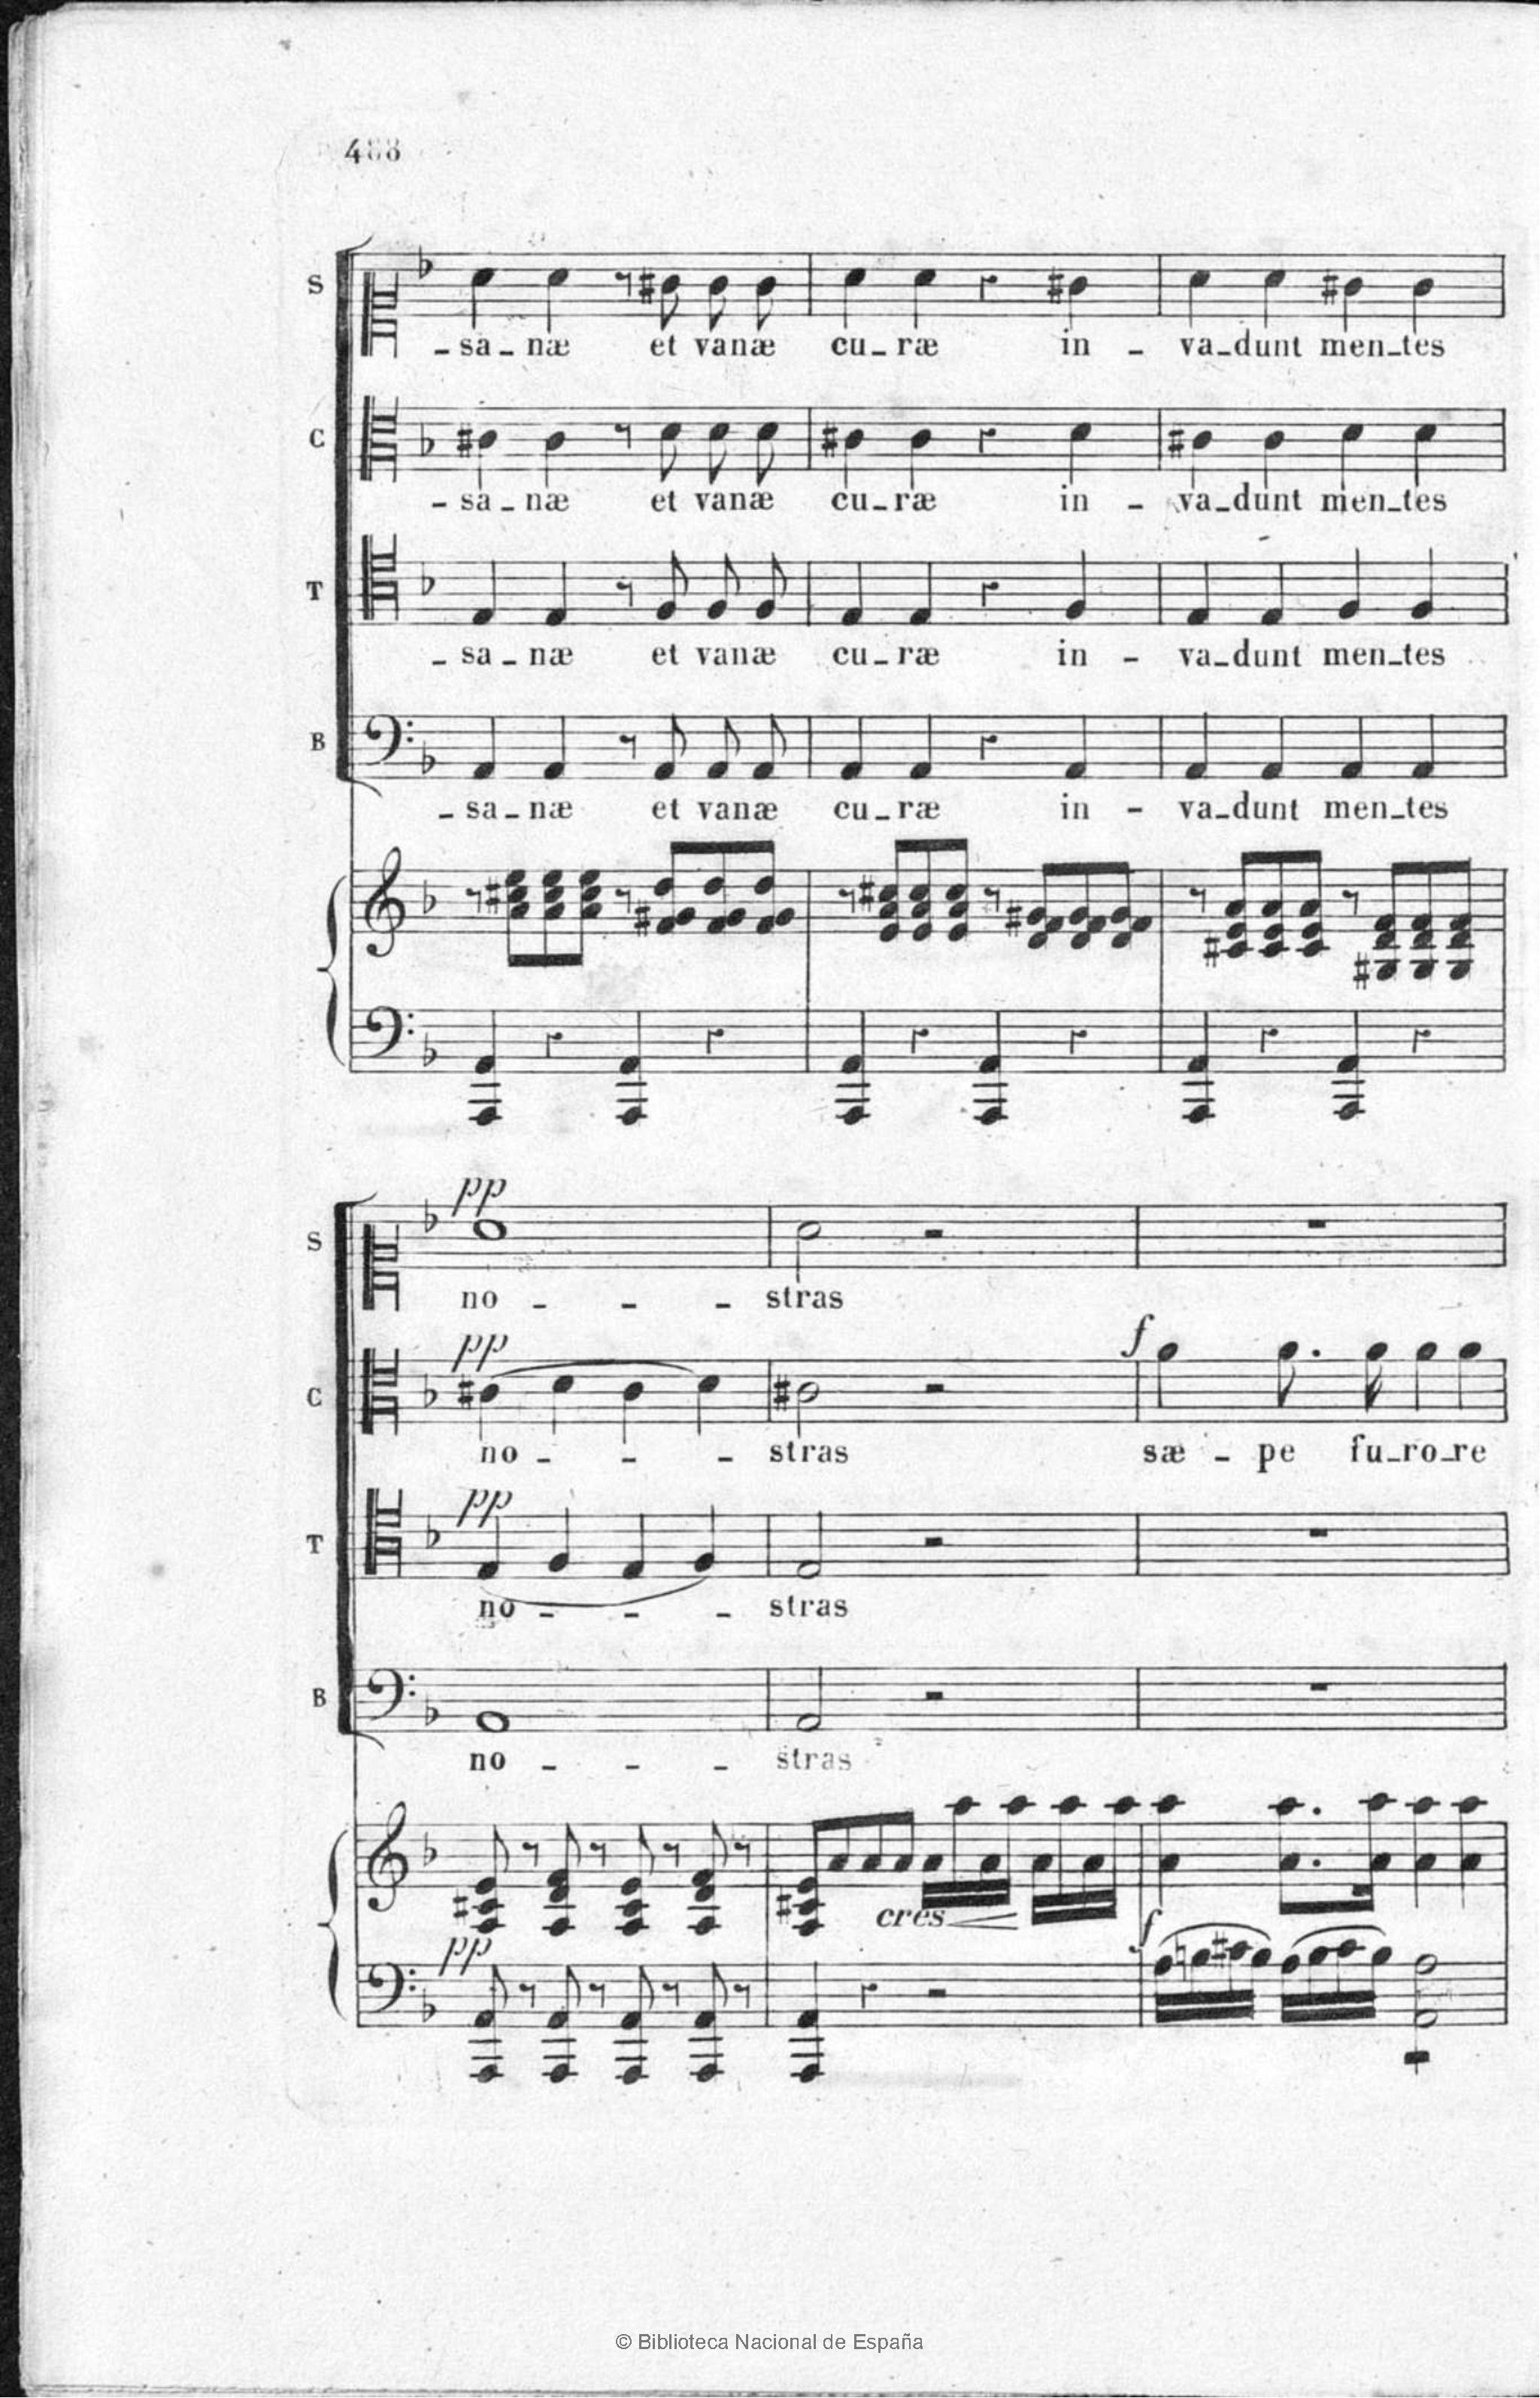 488
S
- sa - næ et vanæ cu - ræ in - va - dunt men - tes
C
- sa - næ et vanæ cu - ræ in - va - dunt men - tes
T
- sa - næ et vanæ cu - ræ in - va - dunt men - tes
B
- sa - næ et vanæ cu - ræ in - va - dunt men - tes
pp
S
no - - - stras
pp f
C
no - - - stras sæ - pe fu - ro - re
pp
T
no - - - stras
B
no - - - stras
cres
pp f
© Biblioteca Nacional de España